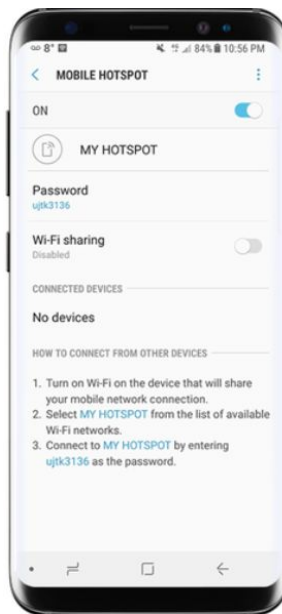 8° 84% 10:56 PM
MOBILE HOTSPOT
ON
MY HOTSPOT
Password
ujtk3136
Wi-Fi sharing
Disabled
CONNECTED DEVICES
No devices
HOW TO CONNECT FROM OTHER DEVICES
1. Turn on Wi-Fi on the device that will share
your mobile network connection.
2. Select MY HOTSPOT from the list of available
Wi-Fi networks.
3. Connect to MY HOTSPOT by entering
ujtk3136 as the password.